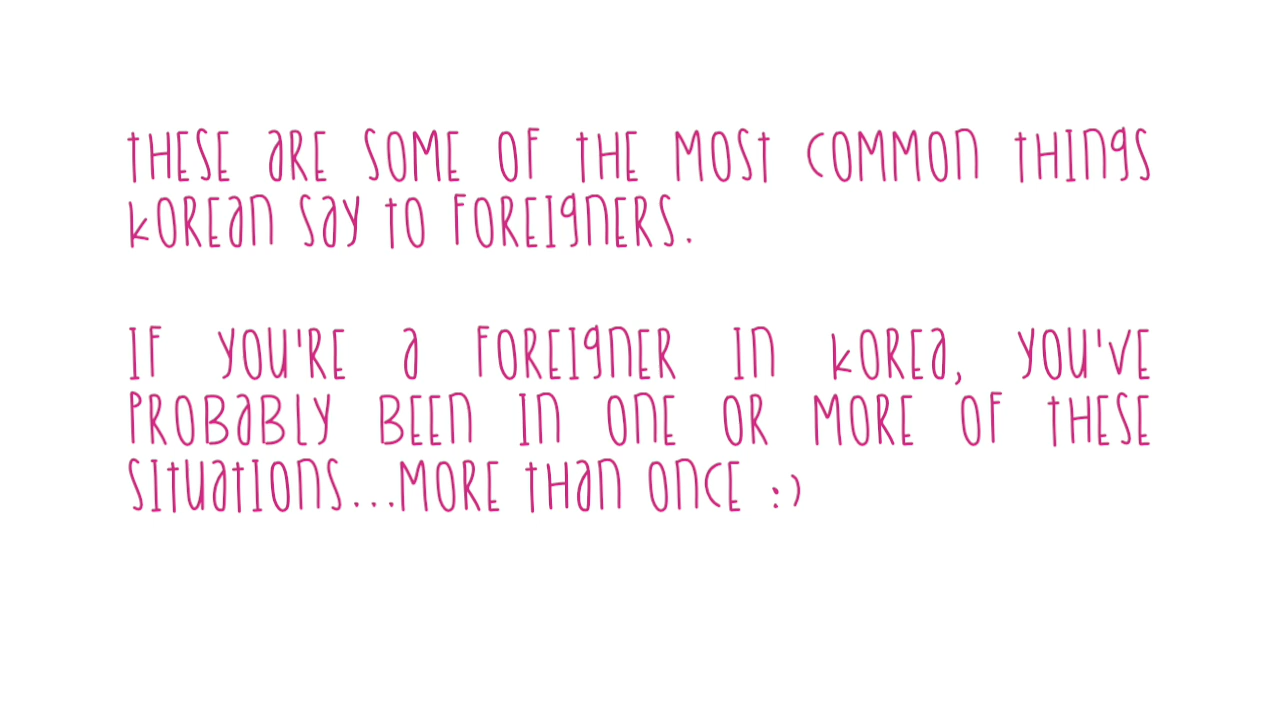 THESE ARE SOME OF THE MOST COMMON THINGS
KOREAN SAY TO FOREIGNERS.
IF YOU'RE A FOREIGNER IN KOREA, YOU'VE
PROBABLY BEEN IN ONE OR MORE OF THESE
SITUATIONS...MORE THAN ONCE :)